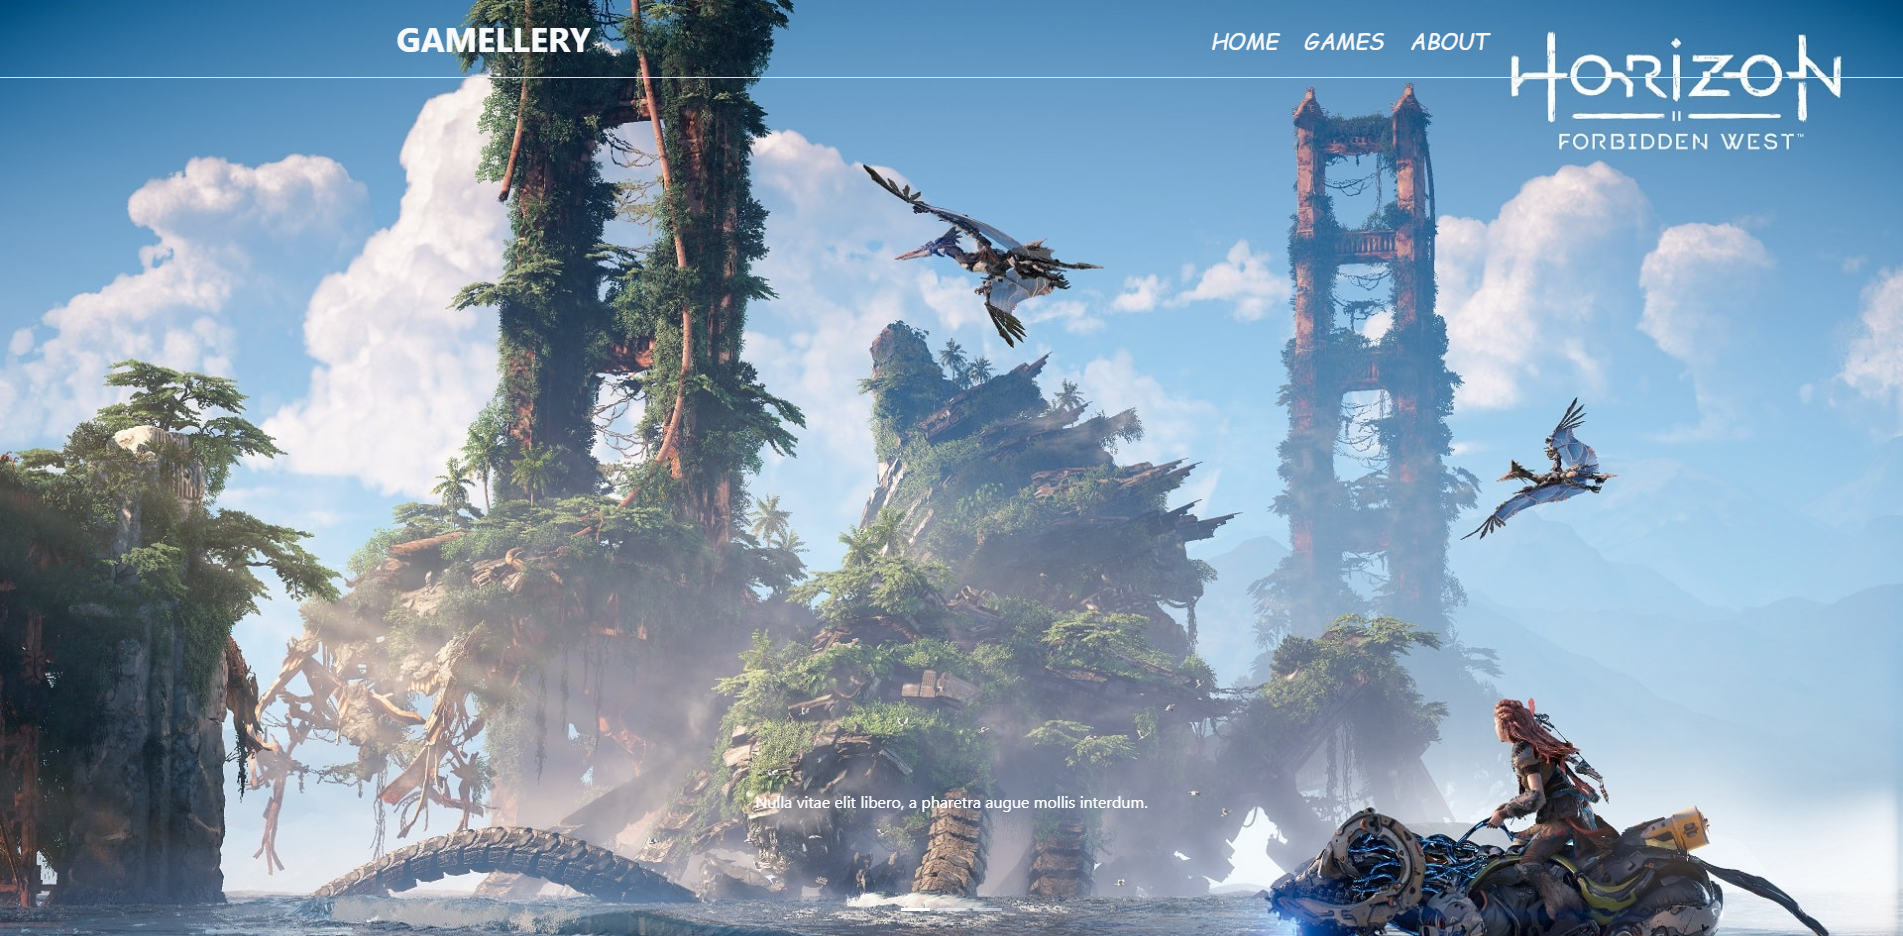 GAMELLERY
HOME GAMES ABOUT
HORIZON
II
FORBIDDEN WEST™
Nulla vitae elit libero, a pharetra augue mollis interdum.